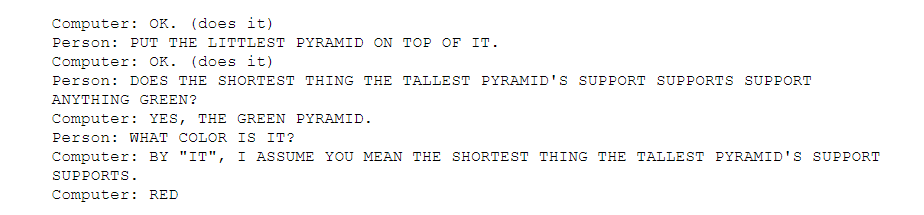 Computer: OK. (does it)
Person: PUT THE LITTLEST PYRAMID ON TOP OF IT.
Computer: OK. (does it)
Person: DOES THE SHORTEST THING THE TALLEST PYRAMID'S SUPPORT SUPPORTS SUPPORT
ANYTHING GREEN?
Computer: YES, THE GREEN PYRAMID.
Person: WHAT COLOR IS IT?
Computer: BY "IT", I ASSUME YOU MEAN THE SHORTEST THING THE TALLEST PYRAMID'S SUPPORT
SUPPORTS.
Computer: RED